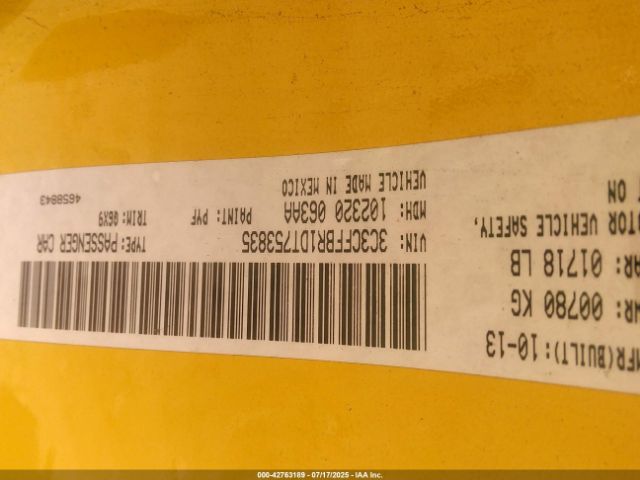 MFR(BUILT):10-13
00780 KG
01718 LB
VEHICLE SAFETY,
ON
VIN: 3C3CFFBR1DT753835 TYPE: PASSENGER CAR
MDH: 102320 063AA PAINT: PYF TRIM: 06X9
VEHICLE MADE IN MEXICO 4658843
000-42763189 - 07/17/2025 - IAA Inc.